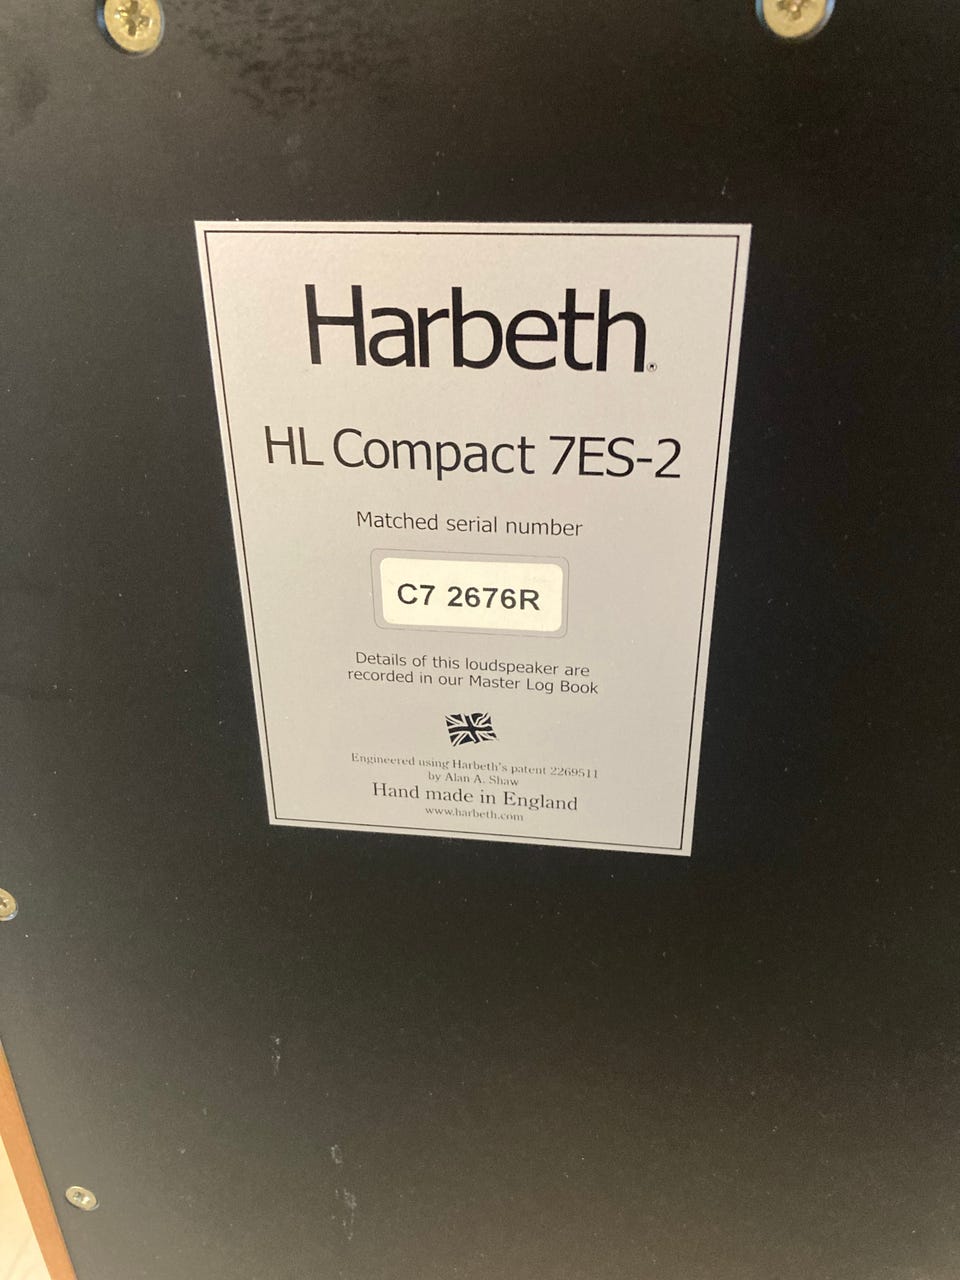 Harbeth®
HL Compact 7ES-2
Matched serial number
C7 2676R
Details of this loudspeaker are
recorded in our Master Log Book
Engineered using Harbeth's patent 2269511
by Alan A. Shaw
Hand made in England
www.harbeth.com